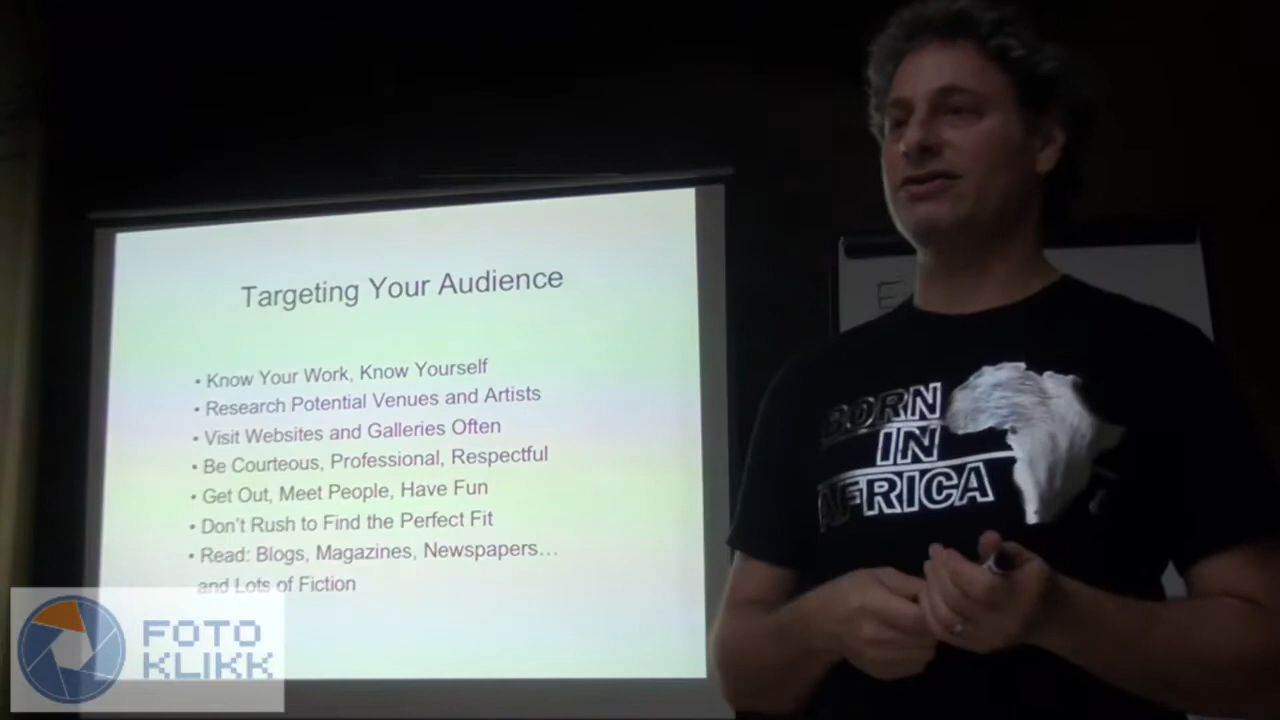 Targeting Your Audience
• Know Your Work, Know Yourself
• Research Potential Venues and Artists
• Visit Websites and Galleries Often
• Be Courteous, Professional, Respectful
• Get Out, Meet People, Have Fun
• Don't Rush to Find the Perfect Fit
• Read: Blogs, Magazines, Newspapers...
and Lots of Fiction
BORN
IN
AFRICA
FOTO
KLIKK